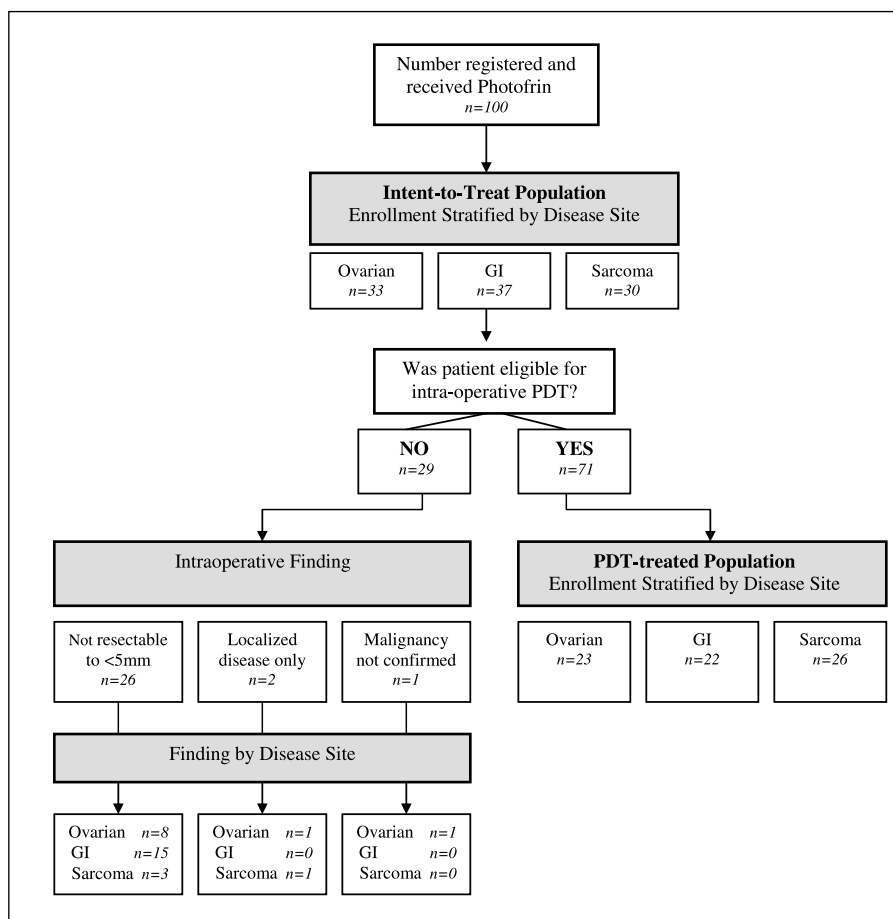 Number registered and
received Photofrin
n=100
Intent-to-Treat Population
Enrollment Stratified by Disease Site
Ovarian
n=33
GI
n=37
Sarcoma
n=30
Was patient eligible for
intra-operative PDT?
NO
n=29
YES
n=71
Intraoperative Finding
PDT-treated Population
Enrollment Stratified by Disease Site
Not resectable
to <5mm
n=26
Localized
disease only
n=2
Malignancy
not confirmed
n=1
Ovarian
n=23
GI
n=22
Sarcoma
n=26
Finding by Disease Site
Ovarian n=8
GI n=15
Sarcoma n=3
Ovarian n=1
GI n=0
Sarcoma n=1
Ovarian n=1
GI n=0
Sarcoma n=0